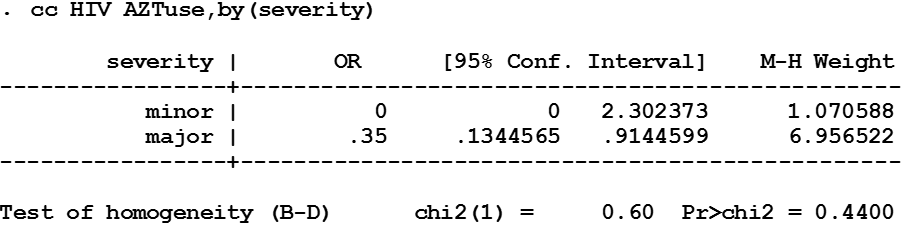 . cc HIV AZTuse,by(severity)
severity | OR [95% Conf. Interval] M-H Weight
-----------------+-------------------------------------------------
minor | 0 0 2.302373 1.070588
major | .35 .1344565 .9144599 6.956522
-----------------+-------------------------------------------------
Test of homogeneity (B-D) chi2(1) = 0.60 Pr>chi2 = 0.4400